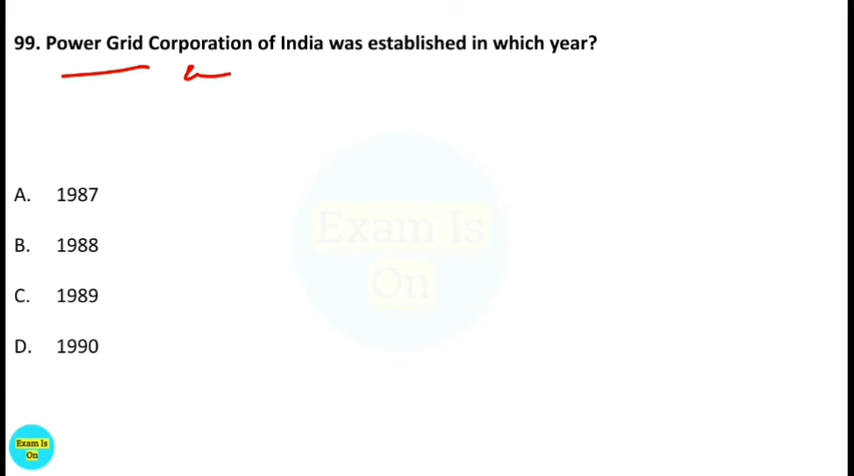 99. Power Grid Corporation of India was established in which year?
A. 1987
B. 1988
C. 1989
D. 1990
Exam Is
On
Exam Is
On